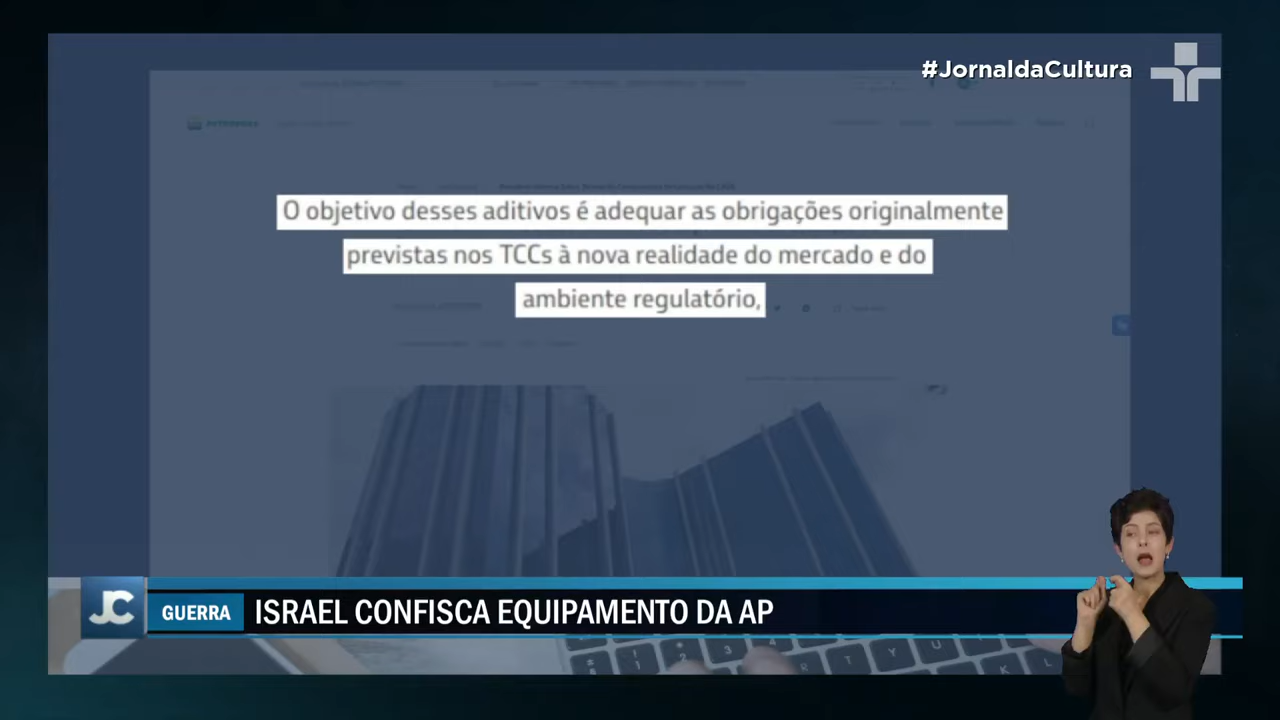 #JornaldaCultura
PETROBRAS
O objetivo desses aditivos é adequar as obrigações originalmente
previstas nos TCCs à nova realidade do mercado e do
ambiente regulatório,
JC
GUERRA
ISRAEL CONFISCA EQUIPAMENTO DA AP